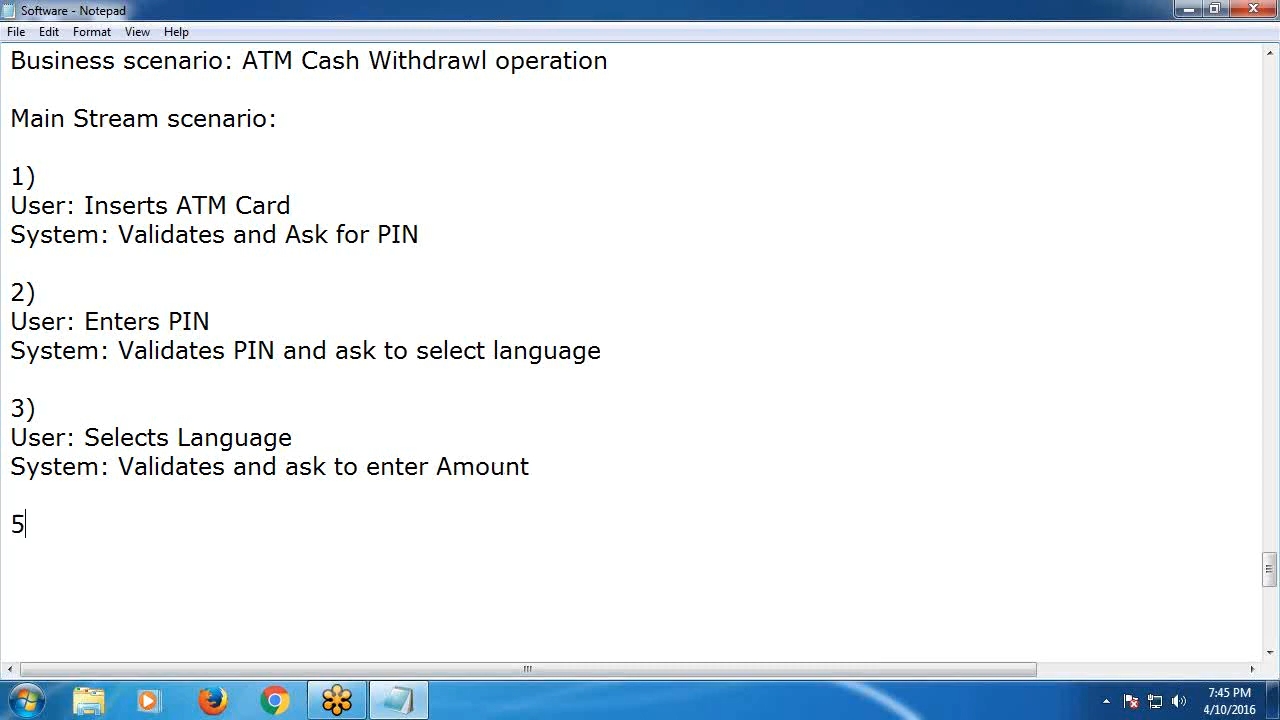 Software - Notepad
File Edit Format View Help
Business scenario: ATM Cash Withdrawl operation
Main Stream scenario:
1)
User: Inserts ATM Card
System: Validates and Ask for PIN
2)
User: Enters PIN
System: Validates PIN and ask to select language
3)
User: Selects Language
System: Validates and ask to enter Amount
5
7:45 PM
4/10/2016